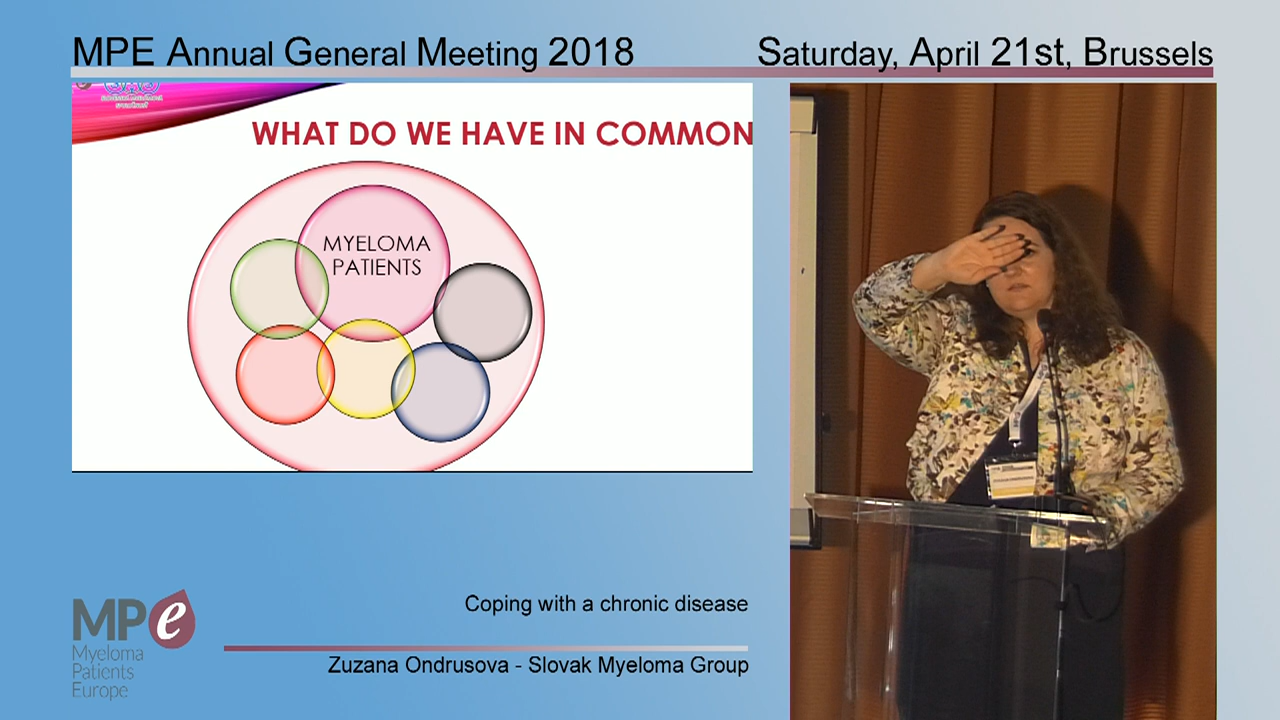 MPE Annual General Meeting 2018
Saturday, April 21st, Brussels
WHAT DO WE HAVE IN COMMON
MYELOMA
PATIENTS
Coping with a chronic disease
MPe
Myeloma
Patients
Europe
Zuzana Ondrusova - Slovak Myeloma Group